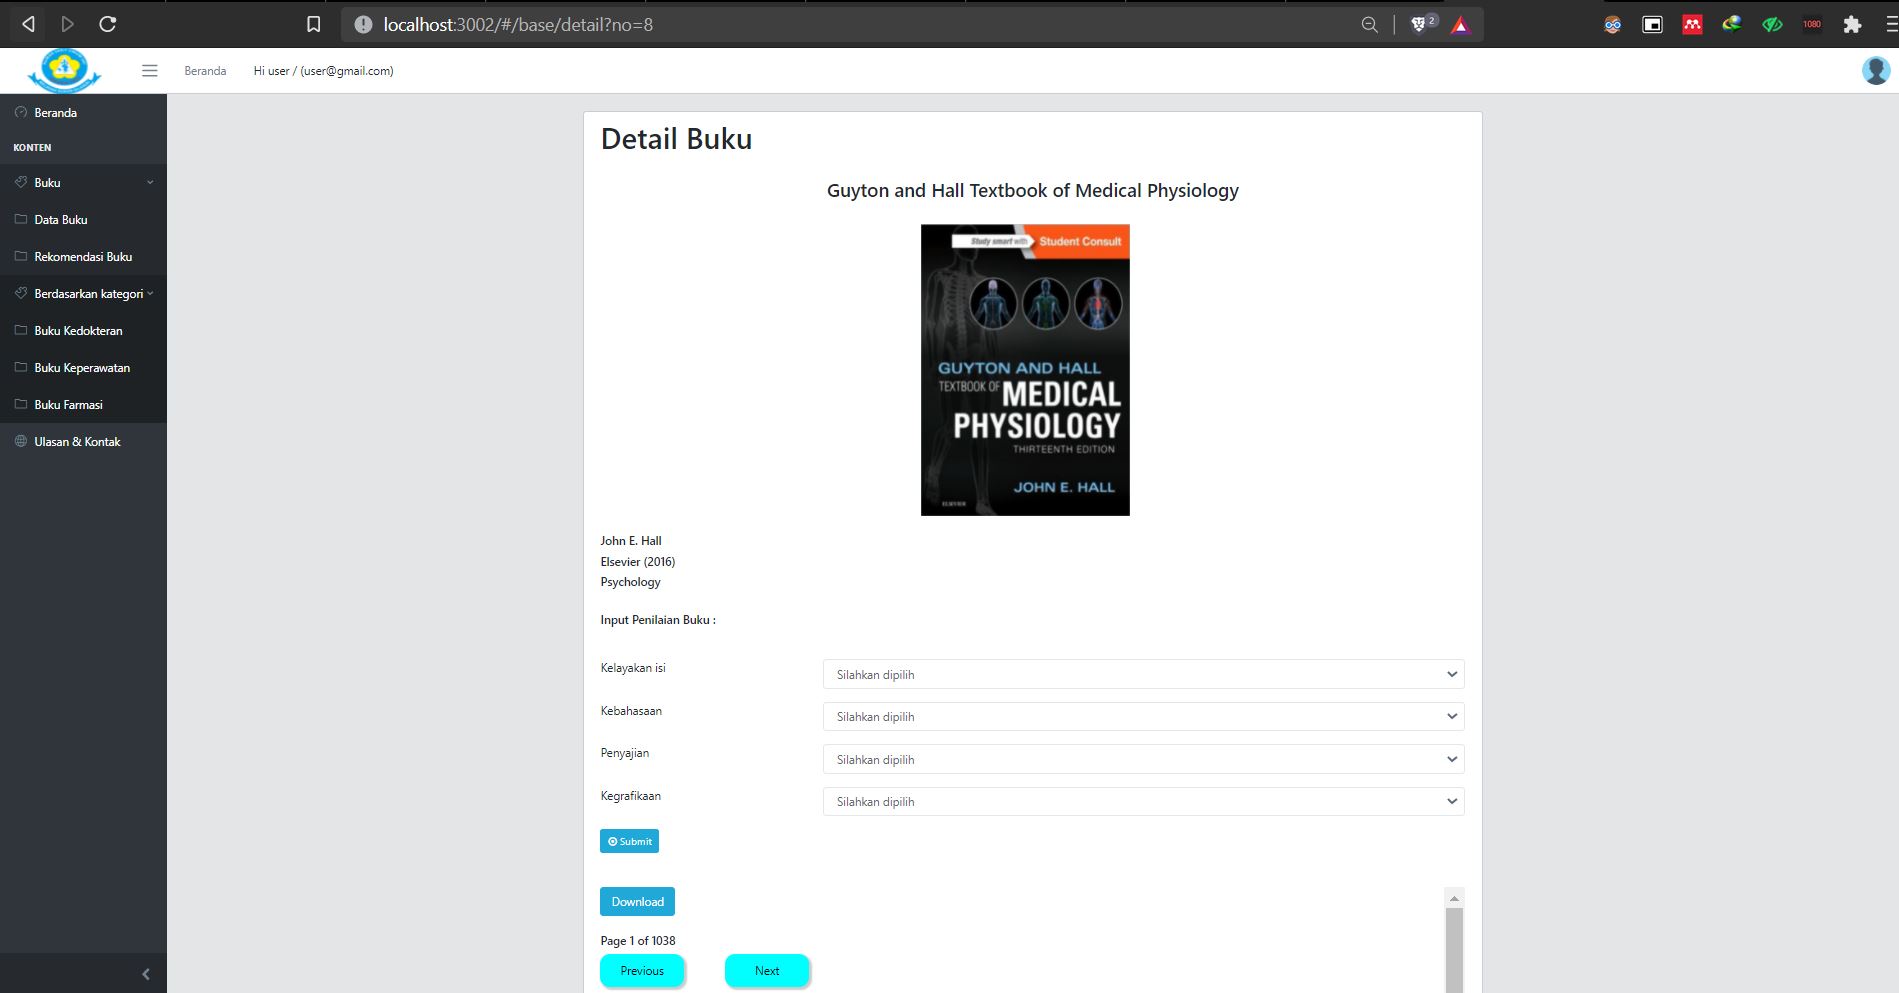 localhost:3002/#/base/detail?no=8
2
1080
Beranda
Hi user / (user@gmail.com)
Beranda
KONTEN
Buku
Data Buku
Rekomendasi Buku
Berdasarkan kategori
Buku Kedokteran
Buku Keperawatan
Buku Farmasi
Ulasan & Kontak
Detail Buku
Guyton and Hall Textbook of Medical Physiology
Study smart with Student Consult
GUYTON AND HALL
TEXTBOOK OF MEDICAL
PHYSIOLOGY
THIRTEENTH EDITION
JOHN E. HALL
ELSEVIER
John E. Hall
Elsevier (2016)
Psychology
Input Penilaian Buku :
Kelayakan isi Silahkan dipilih
Kebahasaan Silahkan dipilih
Penyajian Silahkan dipilih
Kegrafikaan Silahkan dipilih
Submit
Download
Page 1 of 1038
Previous Next